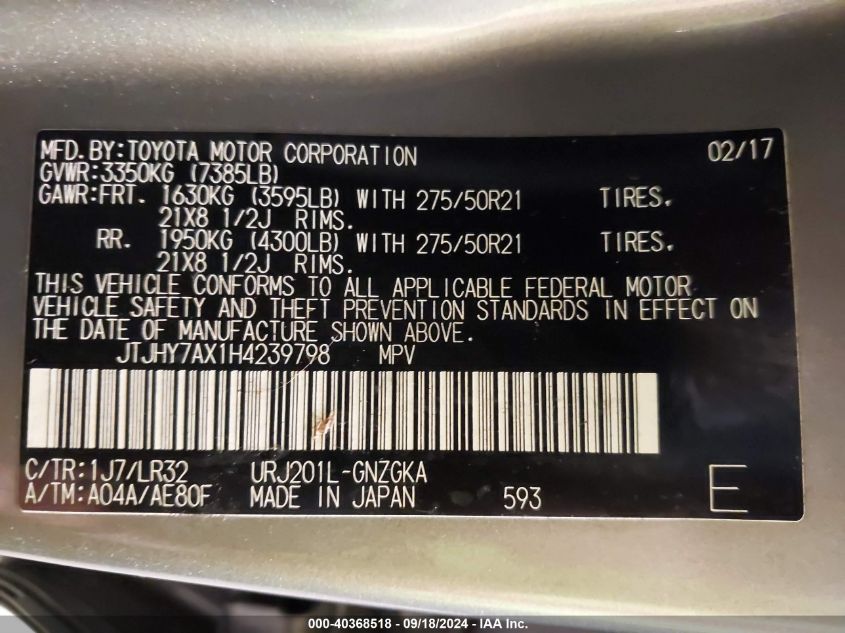 MFD. BY: TOYOTA MOTOR CORPORATION 02/17
GVWR: 3350KG (7385LB)
GAWR: FRT. 1630KG (3595LB) WITH 275/50R21 TIRES.
21X8 1/2J RIMS.
RR. 1950KG (4300LB) WITH 275/50R21 TIRES.
21X8 1/2J RIMS.
THIS VEHICLE CONFORMS TO ALL APPLICABLE FEDERAL MOTOR
VEHICLE SAFETY AND THEFT PREVENTION STANDARDS IN EFFECT ON
THE DATE OF MANUFACTURE SHOWN ABOVE.
JTJHY7AX1H4239798 MPV
C/TR: 1J7/LR32 URJ201L-GNZGKA
A/TM: A04A/AE80F MADE IN JAPAN 593 E
000-40368518 - 09/18/2024 - IAA Inc.